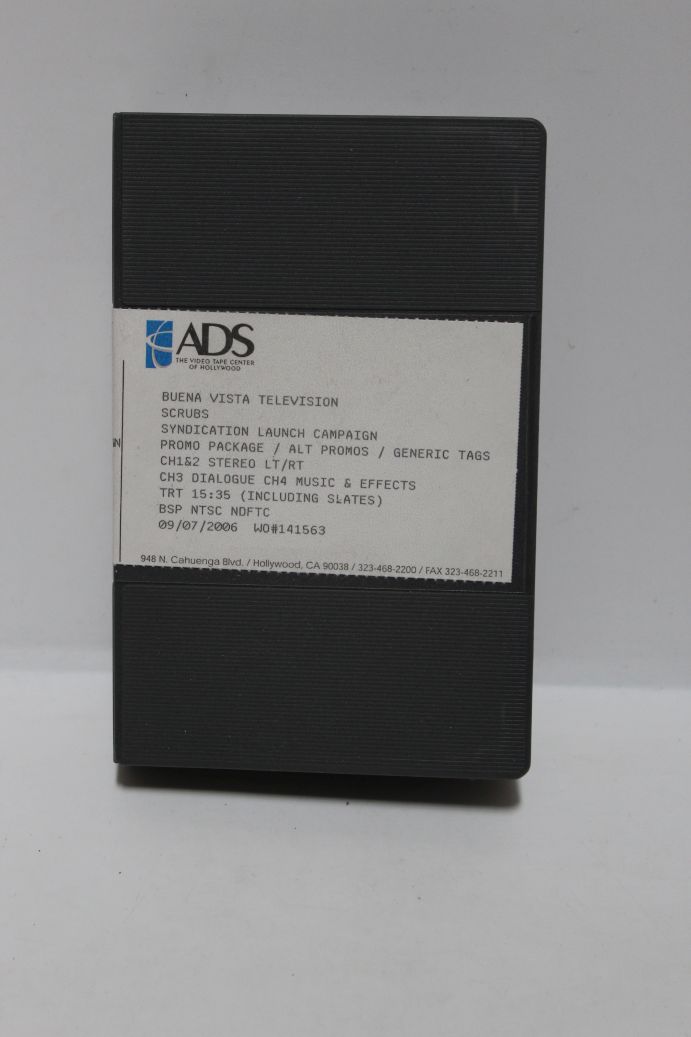 ADS
THE VIDEO TAPE CENTER
OF HOLLYWOOD
BUENA VISTA TELEVISION
SCRUBS
SYNDICATION LAUNCH CAMPAIGN
PROMO PACKAGE / ALT PROMOS / GENERIC TAGS
CH1&2 STEREO LT/RT
CH3 DIALOGUE CH4 MUSIC & EFFECTS
TRT 15:35 (INCLUDING SLATES)
BSP NTSC NDFTC
09/07/2006 WO#141563
948 N. Cahuenga Blvd. / Hollywood, CA 90038 / 323-468-2200 / FAX 323-468-2211